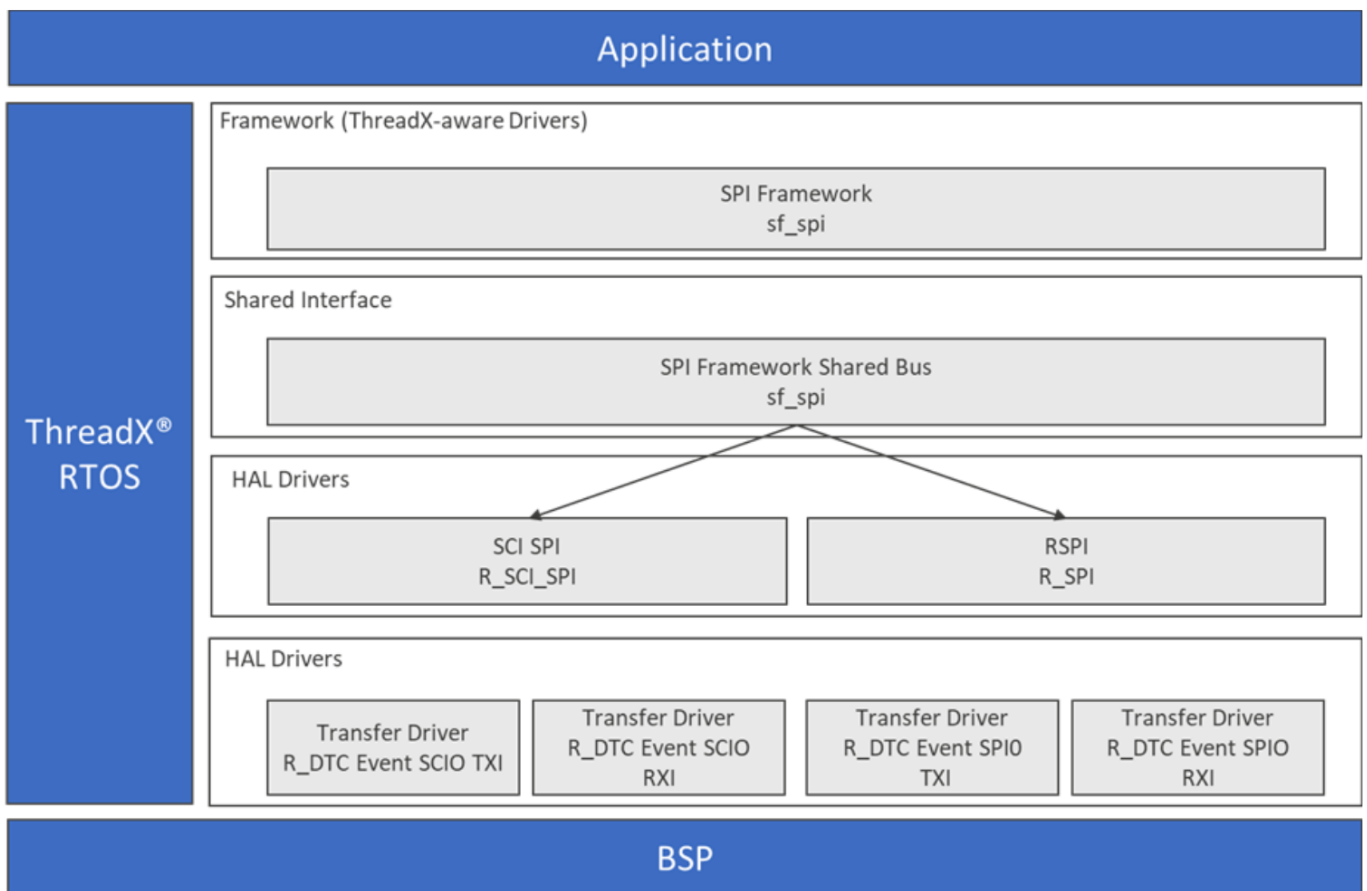 Application
ThreadX®
RTOS
Framework (ThreadX-aware Drivers)
SPI Framework
sf_spi
Shared Interface
SPI Framework Shared Bus
sf_spi
HAL Drivers
SCI SPI
R_SCI_SPI
RSPI
R_SPI
HAL Drivers
Transfer Driver
R_DTC Event SCIO TXI
Transfer Driver
R_DTC Event SCIO
RXI
Transfer Driver
R_DTC Event SPI0
TXI
Transfer Driver
R_DTC Event SPIO
RXI
BSP